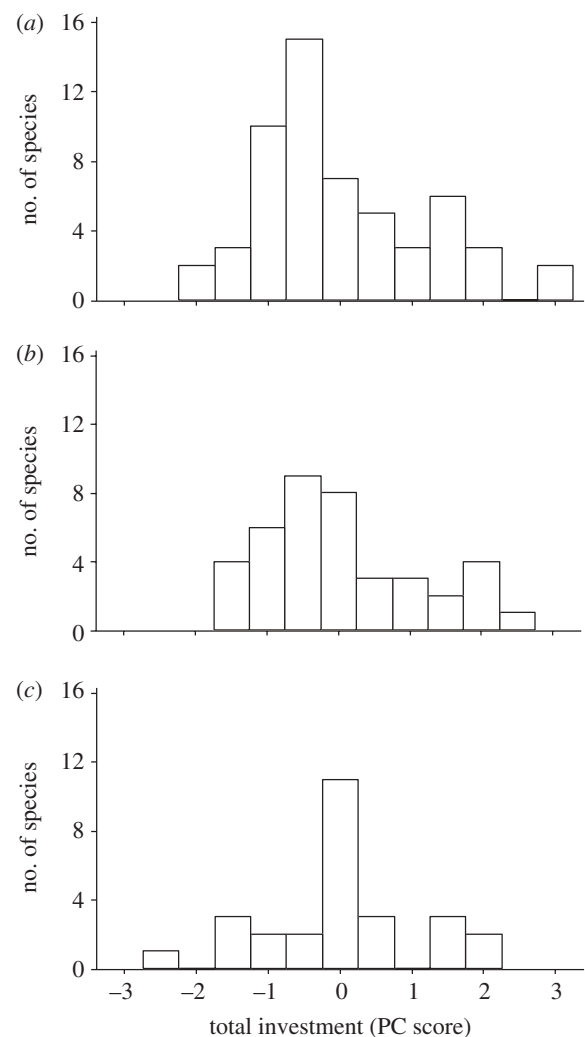 (a)
16
12
8
4
0
no. of species
(b)
16
12
8
4
0
no. of species
(c)
16
12
8
4
0
no. of species
–3 –2 –1 0 1 2 3
total investment (PC score)